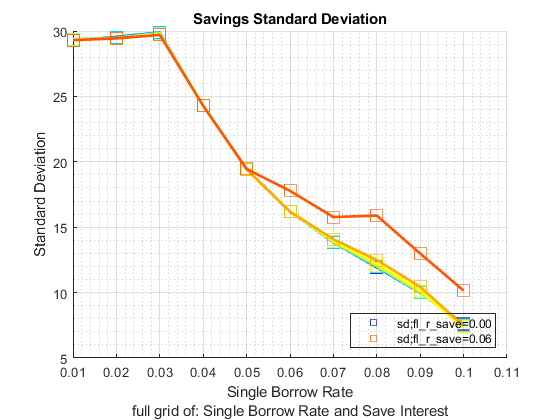 Savings Standard Deviation
30
25
20
15
10
5
Standard Deviation
sd;fl_r_save=0.00
sd;fl_r_save=0.06
0.01 0.02 0.03 0.04 0.05 0.06 0.07 0.08 0.09 0.1 0.11
Single Borrow Rate
full grid of: Single Borrow Rate and Save Interest